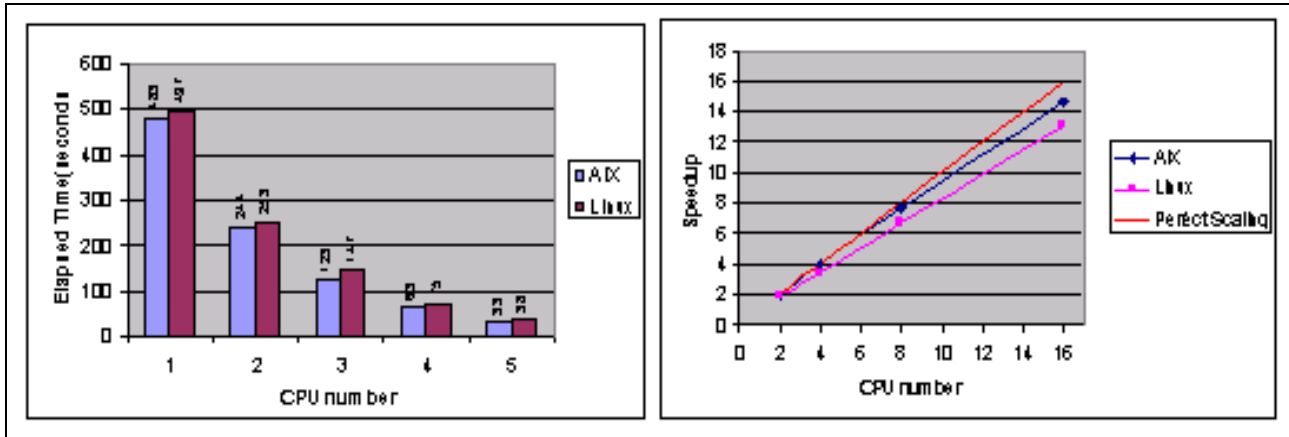 600
500
400
300
200
100
0
Elapsed Time(seconds
1 2 3 4 5
CPU number
AIX
Linux
18
16
14
12
10
8
6
4
2
0
Speedup
0 2 4 6 8 10 12 14 16
CPU number
AIX
Linux
Perfect Scaling